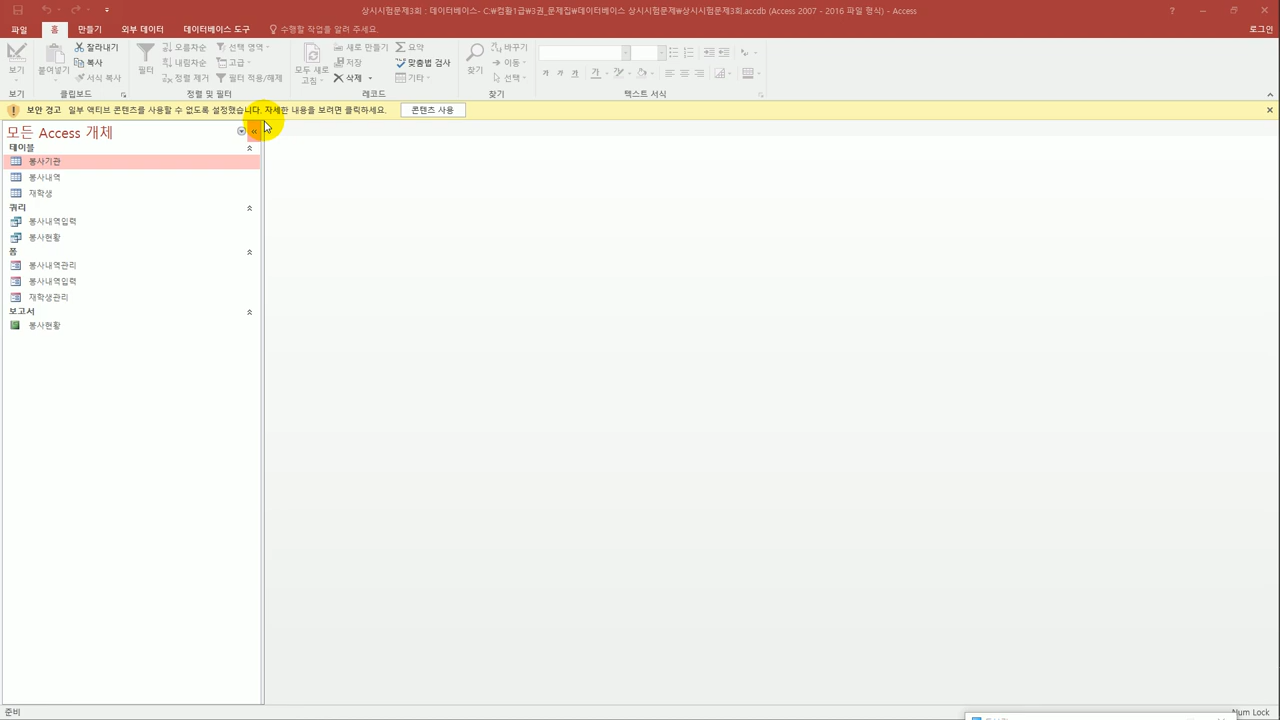 상시시험문제3회 : 데이터베이스- C:₩컴활1급₩3권_문제집₩데이터베이스 상시시험문제₩상시시험문제3회.accdb (Access 2007 - 2016 파일 형식) - Access
파일 홈 만들기 외부 데이터 데이터베이스 도구 수행할 작업을 알려 주세요. 로그인
잘라내기 오름차순 선택 영역 새로 만들기 요약 바꾸기
보기 붙여넣기 복사 필터 내림차순 고급 모두 새로 고침 저장 맞춤법 검사 찾기 이동
서식 복사 정렬 제거 필터 적용/해제 삭제 기타 선택
보기 클립보드 정렬 및 필터 레코드 찾기 텍스트 서식
보안 경고 일부 액티브 콘텐츠를 사용할 수 없도록 설정했습니다. 자세한 내용을 보려면 클릭하세요. 콘텐츠 사용
모든 Access 개체
테이블
봉사기관
봉사내역
재학생
쿼리
봉사내역입력
봉사현황
폼
봉사내역관리
봉사내역입력
재학생관리
보고서
봉사현황
준비 Num Lock